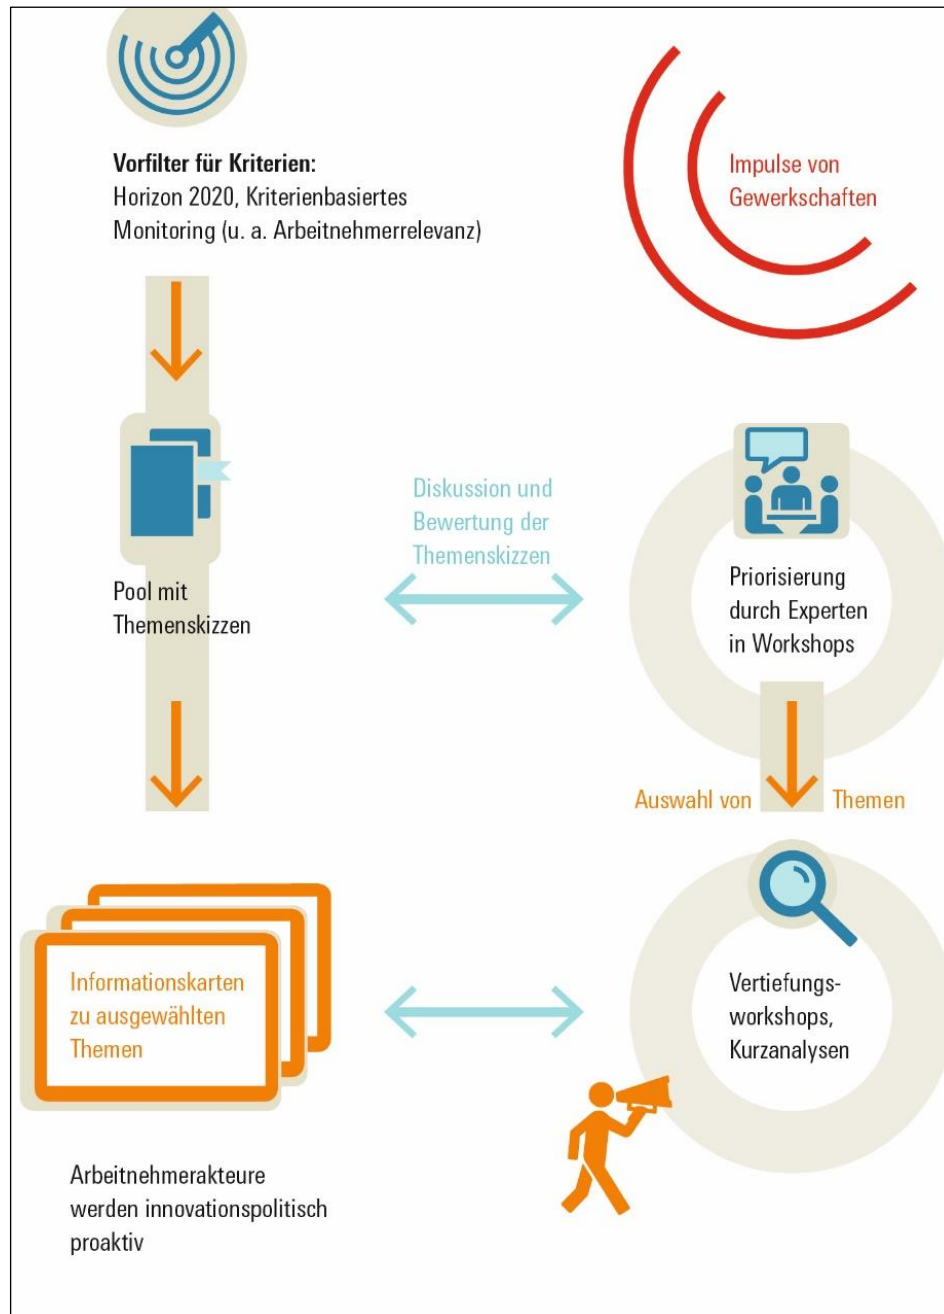 Vorfilter für Kriterien:
Horizon 2020, Kriterienbasiertes
Monitoring (u. a. Arbeitnehmerrelevanz)
Impulse von
Gewerkschaften
Pool mit
Themenskizzen
Diskussion und
Bewertung der
Themenskizzen
Priorisierung
durch Experten
in Workshops
Auswahl von Themen
Informationskarten
zu ausgewählten
Themen
Vertiefungs-
workshops,
Kurzanalysen
Arbeitnehmerakteure
werden innovationspolitisch
proaktiv